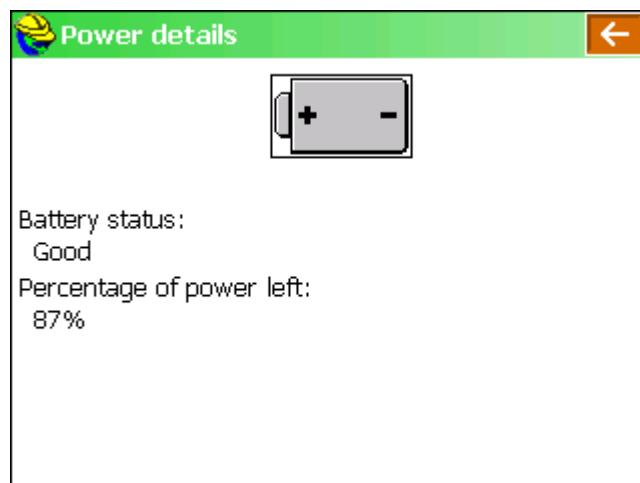 Power details
+ -
Battery status:
Good
Percentage of power left:
87%